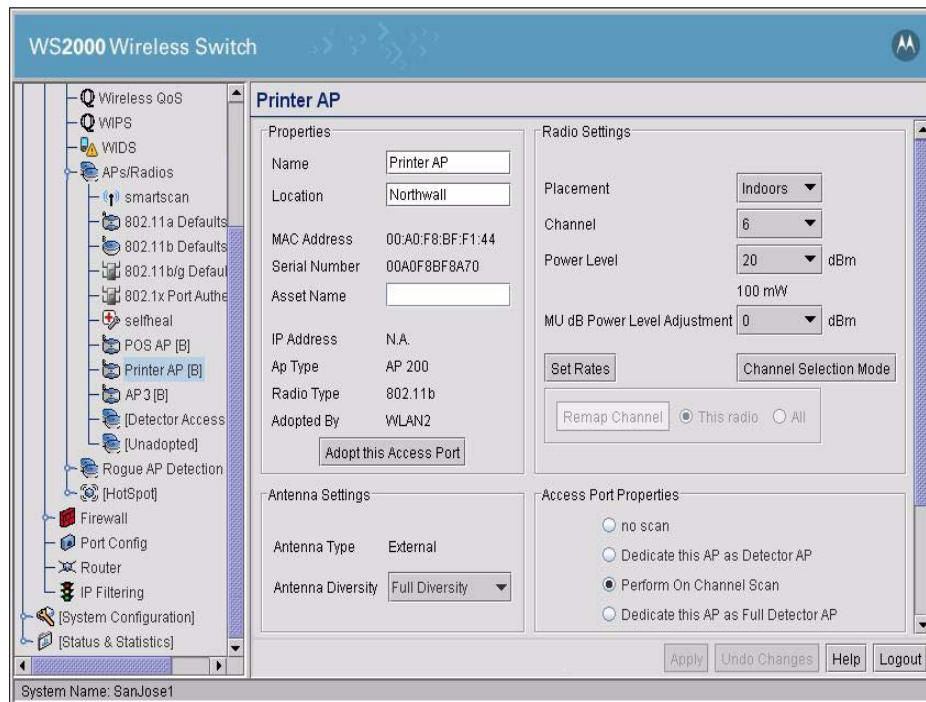 WS2000 Wireless Switch
Wireless QoS
WIPS
WIDS
APs/Radios
smartscan
802.11a Defaults
802.11b Defaults
802.11b/g Defaul
802.1x Port Authe
selfheal
POS AP [B]
Printer AP [B]
AP3 [B]
[Detector Access
[Unadopted]
Rogue AP Detection
[HotSpot]
Firewall
Port Config
Router
IP Filtering
[System Configuration]
[Status & Statistics]
Printer AP
Properties
Name Printer AP
Location Northwall
MAC Address 00:A0:F8:BF:F1:44
Serial Number 00A0F8BF8A70
Asset Name
IP Address N.A.
Ap Type AP 200
Radio Type 802.11b
Adopted By WLAN2
Adopt this Access Port
Radio Settings
Placement Indoors
Channel 6
Power Level 20 dBm
100 mW
MU dB Power Level Adjustment 0 dBm
Set Rates Channel Selection Mode
Remap Channel This radio All
Antenna Settings
Antenna Type External
Antenna Diversity Full Diversity
Access Port Properties
no scan
Dedicate this AP as Detector AP
Perform On Channel Scan
Dedicate this AP as Full Detector AP
Apply Undo Changes Help Logout
System Name: SanJose1